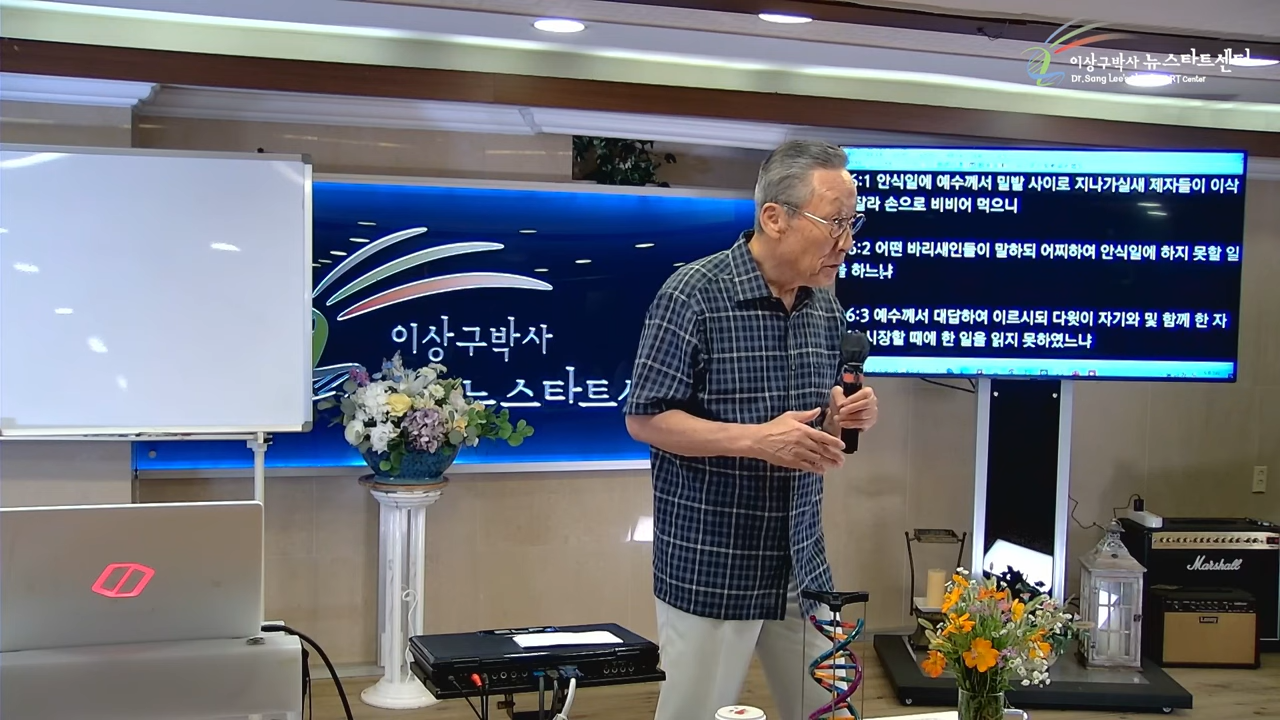 이상구박사 뉴스타트센터
Dr. Sang Lee's
Center
이상구박사
뉴스타트
6:1 안식일에 예수께서 밀밭 사이로 지나가실새 제자들이 이삭
잘라 손으로 비비어 먹으니
6:2 어떤 바리새인들이 말하되 어찌하여 안식일에 하지 못할 일
을 하느냐
6:3 예수께서 대답하여 이르시되 다윗이 자기와 및 함께 한 자
시장할 때에 한 일을 읽지 못하였느냐
Marshall
Laney